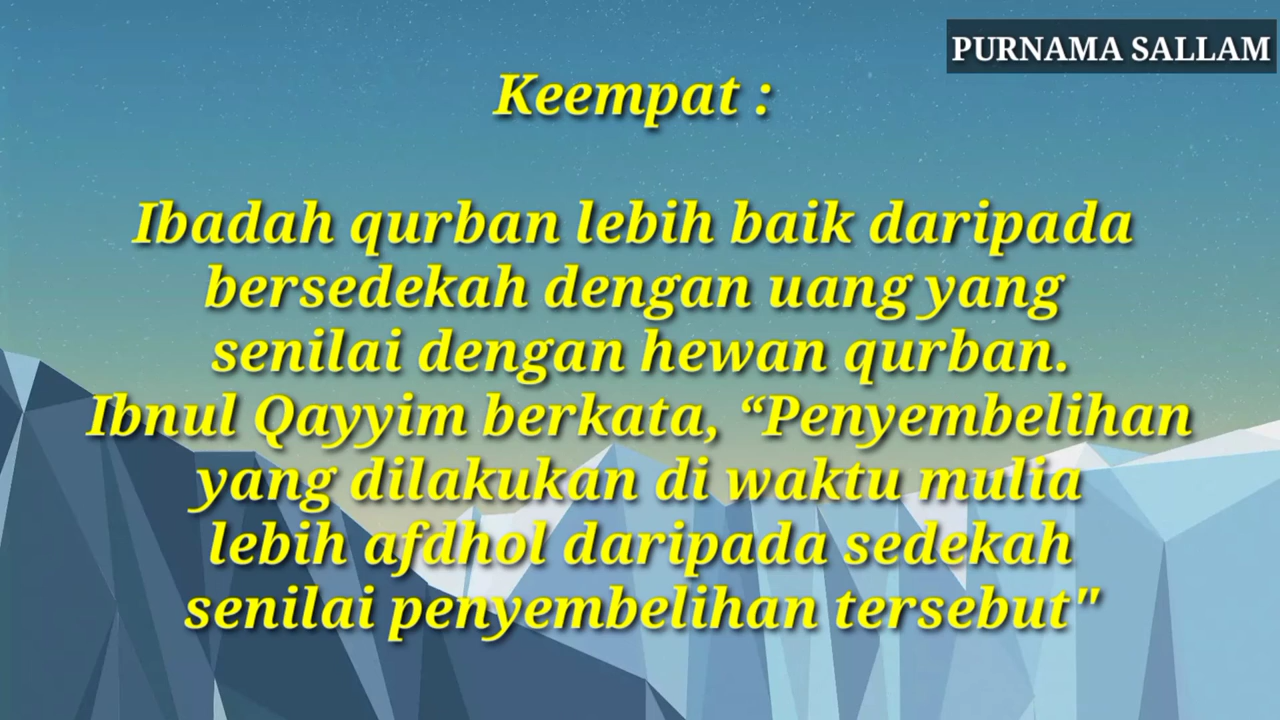 PURNAMA SALLAM
Keempat :
Ibadah qurban lebih baik daripada
bersedekah dengan uang yang
senilai dengan hewan qurban.
Ibnul Qayyim berkata, “Penyembelihan
yang dilakukan di waktu mulia
lebih afdhol daripada sedekah
senilai penyembelihan tersebut"